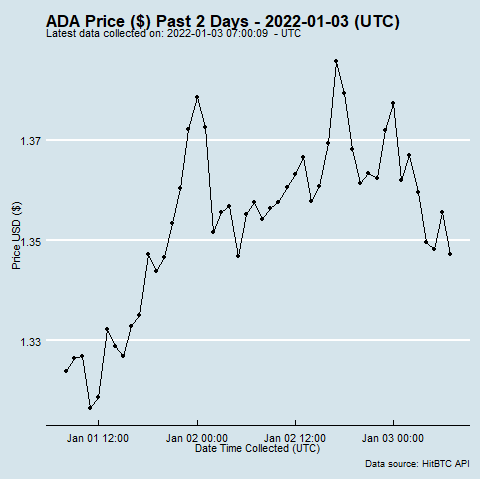 ADA Price ($) Past 2 Days - 2022-01-03 (UTC)
Latest data collected on: 2022-01-03 07:00:09  - UTC
1.37
1.35
1.33
Price USD ($)
Jan 01 12:00 Jan 02 00:00 Jan 02 12:00 Jan 03 00:00
Date Time Collected (UTC)
Data source: HitBTC API